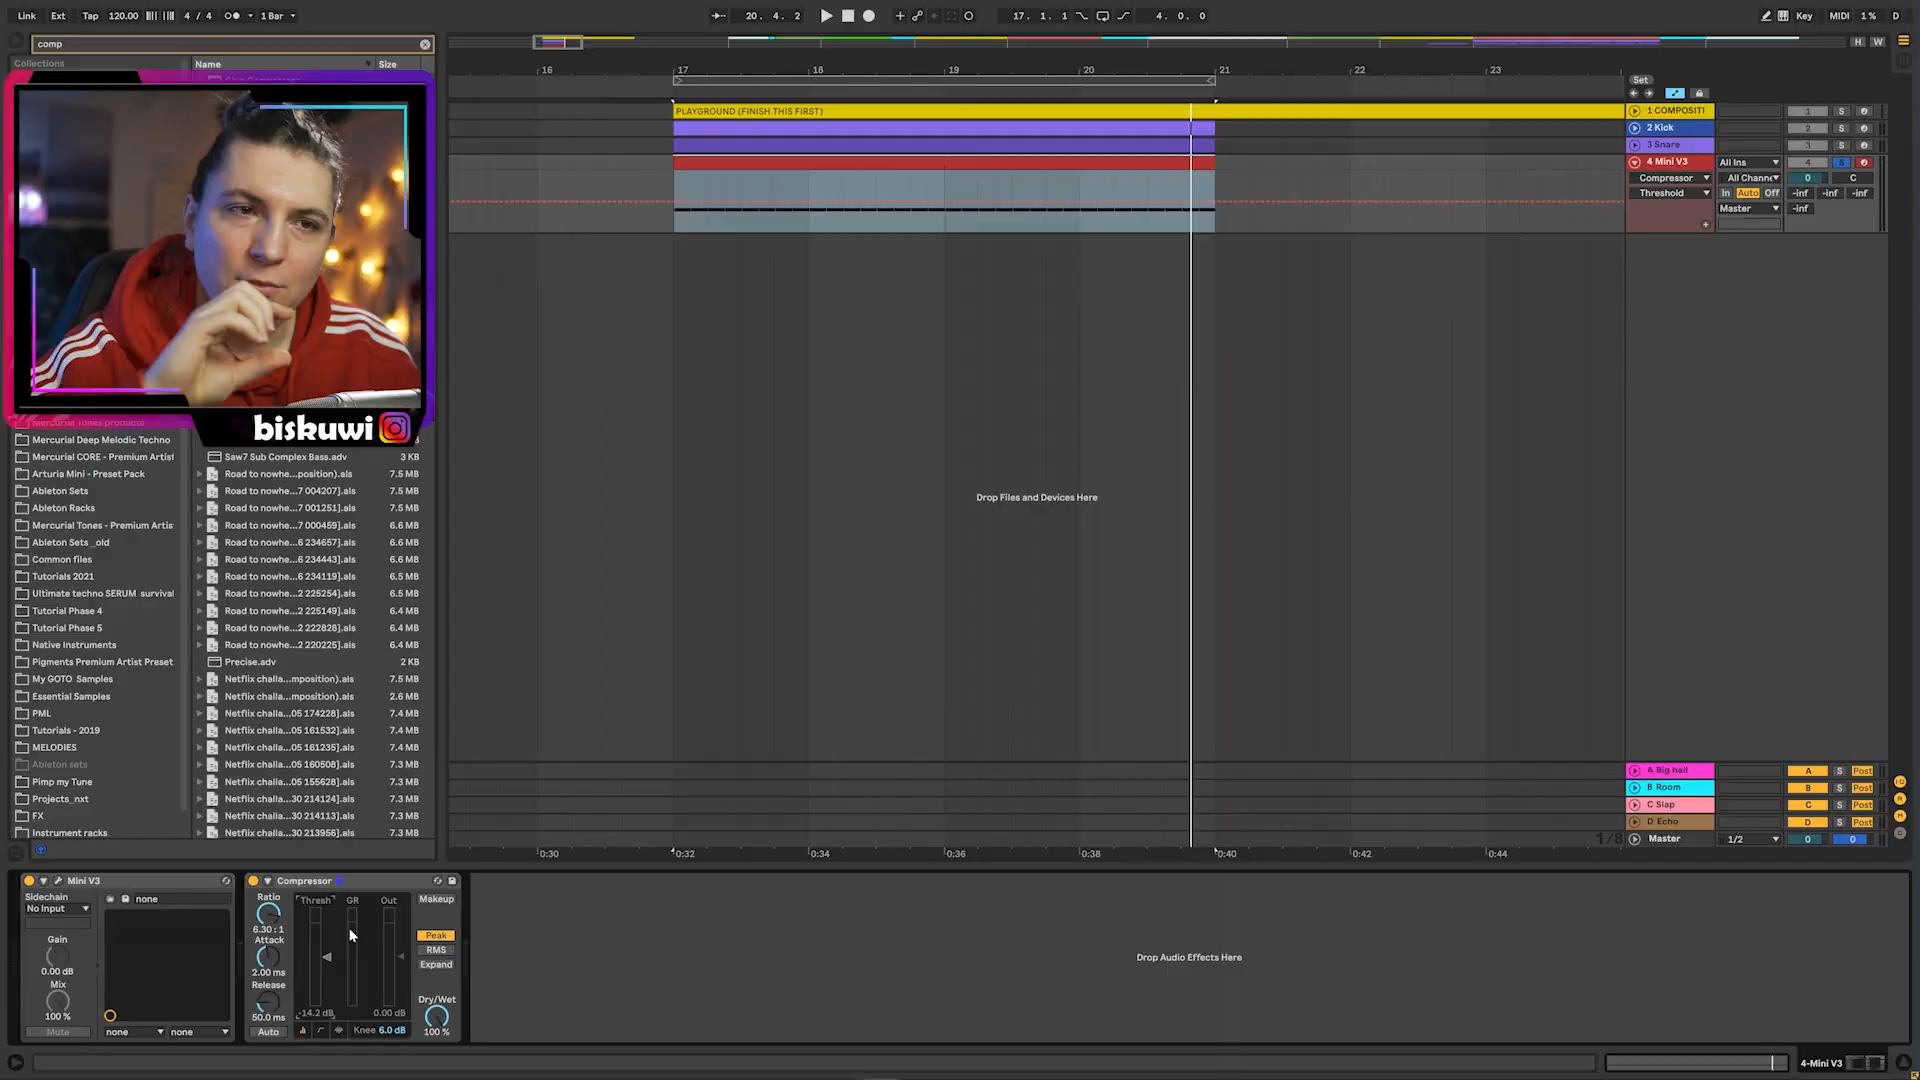 Link Ext Tap 120.00 4 / 4 1 Bar 20. 4. 2 17. 1. 1 4. 0. 0 Key MIDI 1 % D
comp
H W
Collections Name Size
16 17 18 19 20 21 22 23
Set
PLAYGROUND (FINISH THIS FIRST)
1 COMPOSITI 1 S
2 Kick 2 S
3 Snare 3 S
4 Mini V3 All Ins 4 S
Compressor All Channe 0 C
Threshold In Auto Off -inf -inf -inf
Master -inf
biskuwi
Mercurial Tones products
Mercurial Deep Melodic Techno
Mercurial CORE - Premium Artist Saw7 Sub Complex Bass.adv 3 KB
Arturia Mini - Preset Pack Road to nowhe...position).als 7.5 MB
Ableton Sets Road to nowhe...7 004207].als 7.5 MB
Ableton Racks Road to nowhe...7 001251].als 7.5 MB
Mercurial Tones - Premium Artis Road to nowhe...7 000459].als 6.6 MB
Ableton Sets _old Road to nowhe...6 234657].als 6.6 MB
Common files Road to nowhe...6 234443].als 6.6 MB
Tutorials 2021 Road to nowhe...6 234119].als 6.5 MB
Ultimate techno SERUM survival Road to nowhe...2 225254].als 6.5 MB
Tutorial Phase 4 Road to nowhe...2 225149].als 6.4 MB
Tutorial Phase 5 Road to nowhe...2 222828].als 6.4 MB
Native Instruments Road to nowhe...2 220225].als 6.4 MB
Pigments Premium Artist Preset Precise.adv 2 KB
My GOTO Samples Netflix challa...mposition).als 7.5 MB
Essential Samples Netflix challa...mposition).als 2.6 MB
PML Netflix challa...05 174228].als 7.4 MB
Tutorials - 2019 Netflix challa...05 161532].als 7.4 MB
MELODIES Netflix challa...05 161235].als 7.4 MB
Ableton sets Netflix challa...05 160508].als 7.3 MB
Pimp my Tune Netflix challa...05 155628].als 7.3 MB
Projects_nxt Netflix challa...30 214124].als 7.3 MB
FX Netflix challa...30 214113].als 7.3 MB
Instrument racks Netflix challa...30 213956].als 7.3 MB
Drop Files and Devices Here
A Big hall A S Post
B Room B S Post
C Slap C S Post
D Echo D S Post
1/8 Master 1/2 0 0
0:30 0:32 0:34 0:36 0:38 0:40 0:42 0:44
Mini V3
Sidechain
No Input
none
Gain
0.00 dB
Mix
100 %
Mute
none none
Compressor
Ratio
6.30 : 1
Attack
2.00 ms
Release
50.0 ms
Auto
Thresh GR Out
-14.2 dB 0.00 dB
Knee 6.0 dB
Makeup
Peak
RMS
Expand
Dry/Wet
100 %
Drop Audio Effects Here
4-Mini V3